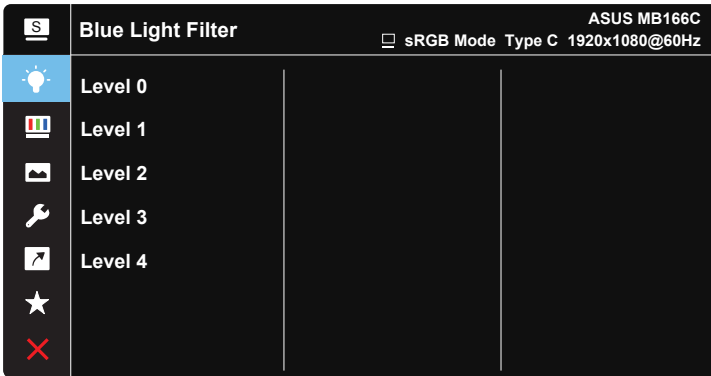 S
Blue Light Filter
ASUS MB166C
sRGB Mode Type C 1920x1080@60Hz
Level 0
Level 1
Level 2
Level 3
Level 4